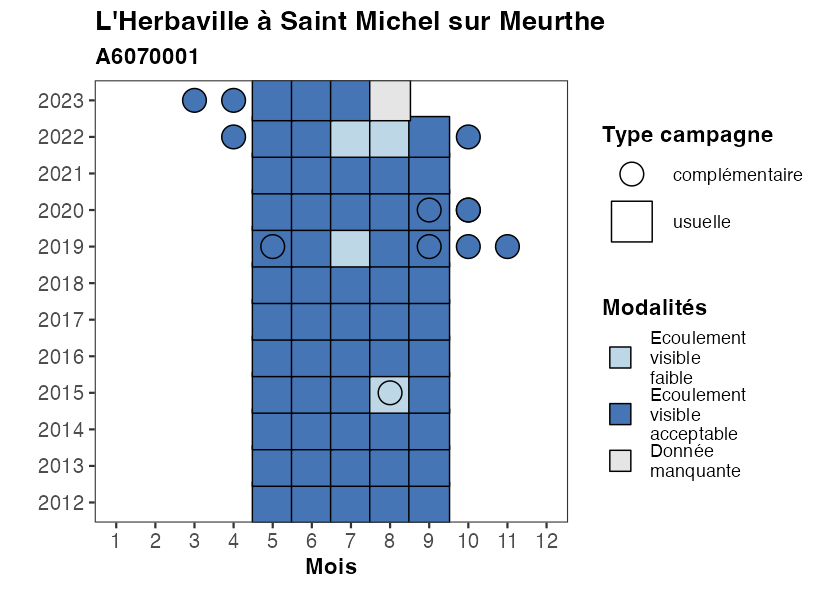 L'Herbaville à Saint Michel sur Meurthe
A6070001
2023
2022
2021
2020
2019
2018
2017
2016
2015
2014
2013
2012
1 2 3 4 5 6 7 8 9 10 11 12
Mois
Type campagne
complémentaire
usuelle
Modalités
Ecoulement
visible
faible
Ecoulement
visible
acceptable
Donnée
manquante